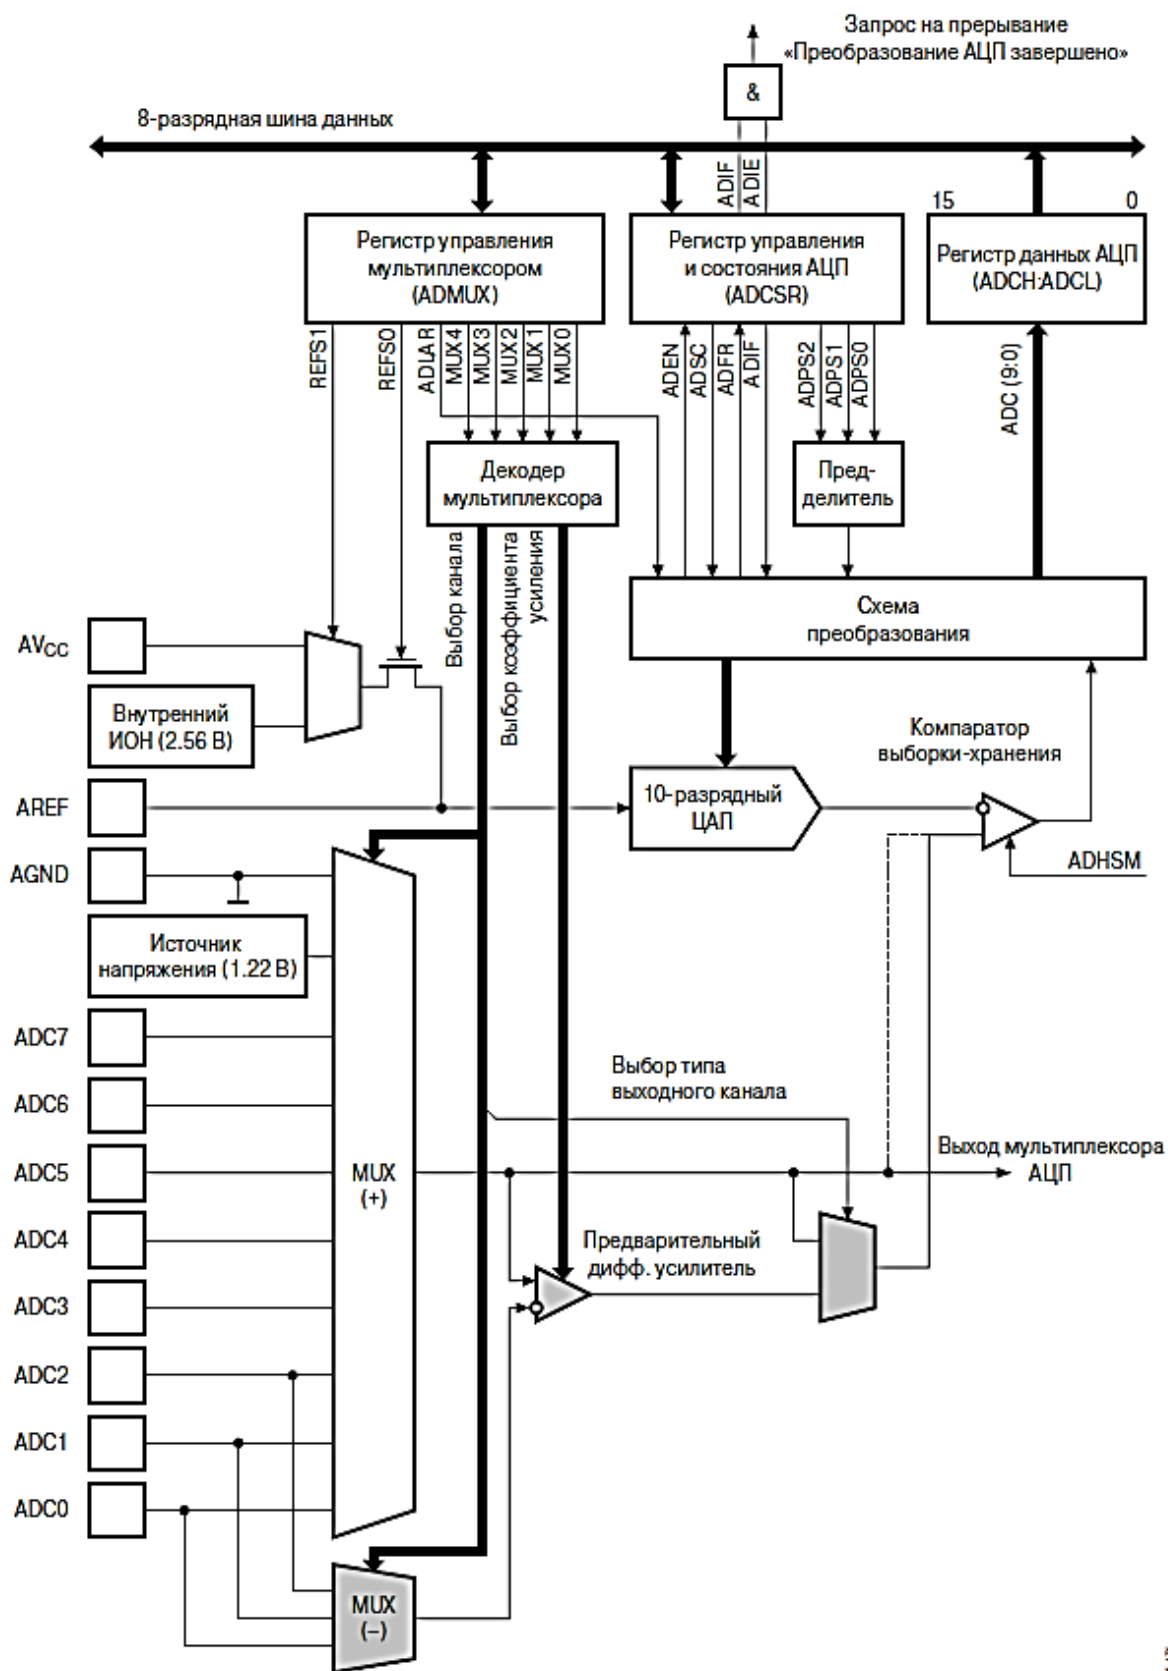 Запрос на прерывание
«Преобразование АЦП завершено»
&
8-разрядная шина данных
ADIF
ADIE
15
0
Регистр управления
мультиплексором
(ADMUX)
Регистр управления
и состояния АЦП
(ADCSR)
Регистр данных АЦП
(ADCH:ADCL)
REFS1
REFS0
ADLAR
MUX4
MUX3
MUX2
MUX1
MUX0
ADEN
ADSC
ADFR
ADIF
ADPS2
ADPS1
ADPS0
ADC (9:0)
Декодер
мультиплексора
Пред-
делитель
Выбор канала
Выбор коэффициента
усиления
Схема
преобразования
AVCC
Внутренний
ИОН (2.56 В)
Компаратор
выборки-хранения
AREF
10-разрядный
ЦАП
AGND
ADHSM
Источник
напряжения (1.22 В)
ADC7
Выбор типа
выходного канала
ADC6
ADC5
MUX
(+)
Выход мультиплексора
АЦП
ADC4
Предварительный
дифф. усилитель
ADC3
ADC2
ADC1
ADC0
MUX
(–)